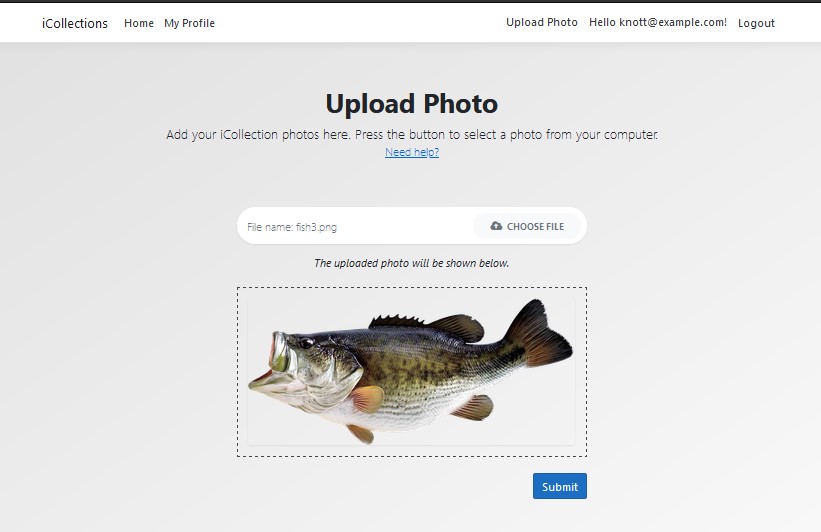 iCollections Home My Profile Upload Photo Hello knott@example.com! Logout
Upload Photo
Add your iCollection photos here. Press the button to select a photo from your computer.
Need help?
File name: fish3.png CHOOSE FILE
The uploaded photo will be shown below.
Submit